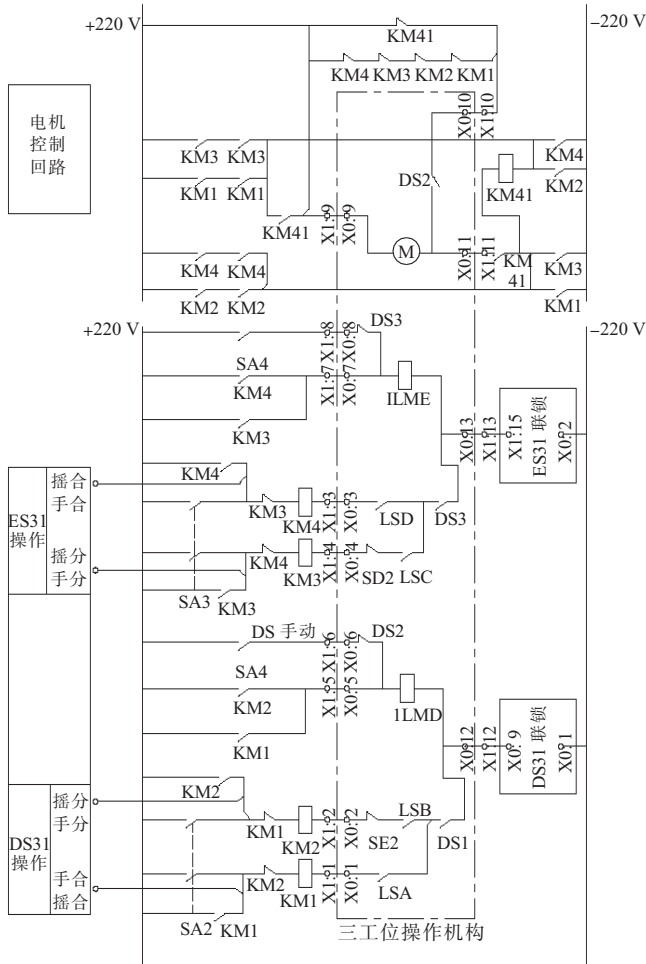 +220 V
−220 V
KM41
KM4 KM3 KM2 KM1
电机
控制
回路
X0:10
X1:10
KM3 KM3
KM4
DS2
KM41
KM1 KM1
KM2
KM41
X1:9
X0:9
M
X0:11
X1:11
KM
41
KM4 KM4
KM3
KM2 KM2
KM1
+220 V
−220 V
X1:8
X0:8
DS3
SA4
KM4
X1:7
X0:7
ILME
KM3
X0:13
X1:13
X1:15
ES31 联锁
X0:2
ES31
操作
摇合
手合
摇分
手分
KM4
KM3
KM4
X1:3
X0:3
LSD
DS3
KM4
KM3
X1:4
X0:4
SD2
LSC
SA3
KM3
DS 手动
X1:6
X0:6
DS2
SA4
KM2
X1:5
X0:5
1LMD
KM1
X0:12
X1:12
X0:9
DS31 联锁
X0:1
DS31
操作
摇分
手分
手合
摇合
KM2
KM1
KM2
X1:2
X0:2
SE2
LSB
DS1
KM2
KM1
X1:1
X0:1
LSA
SA2
KM1
三工位操作机构